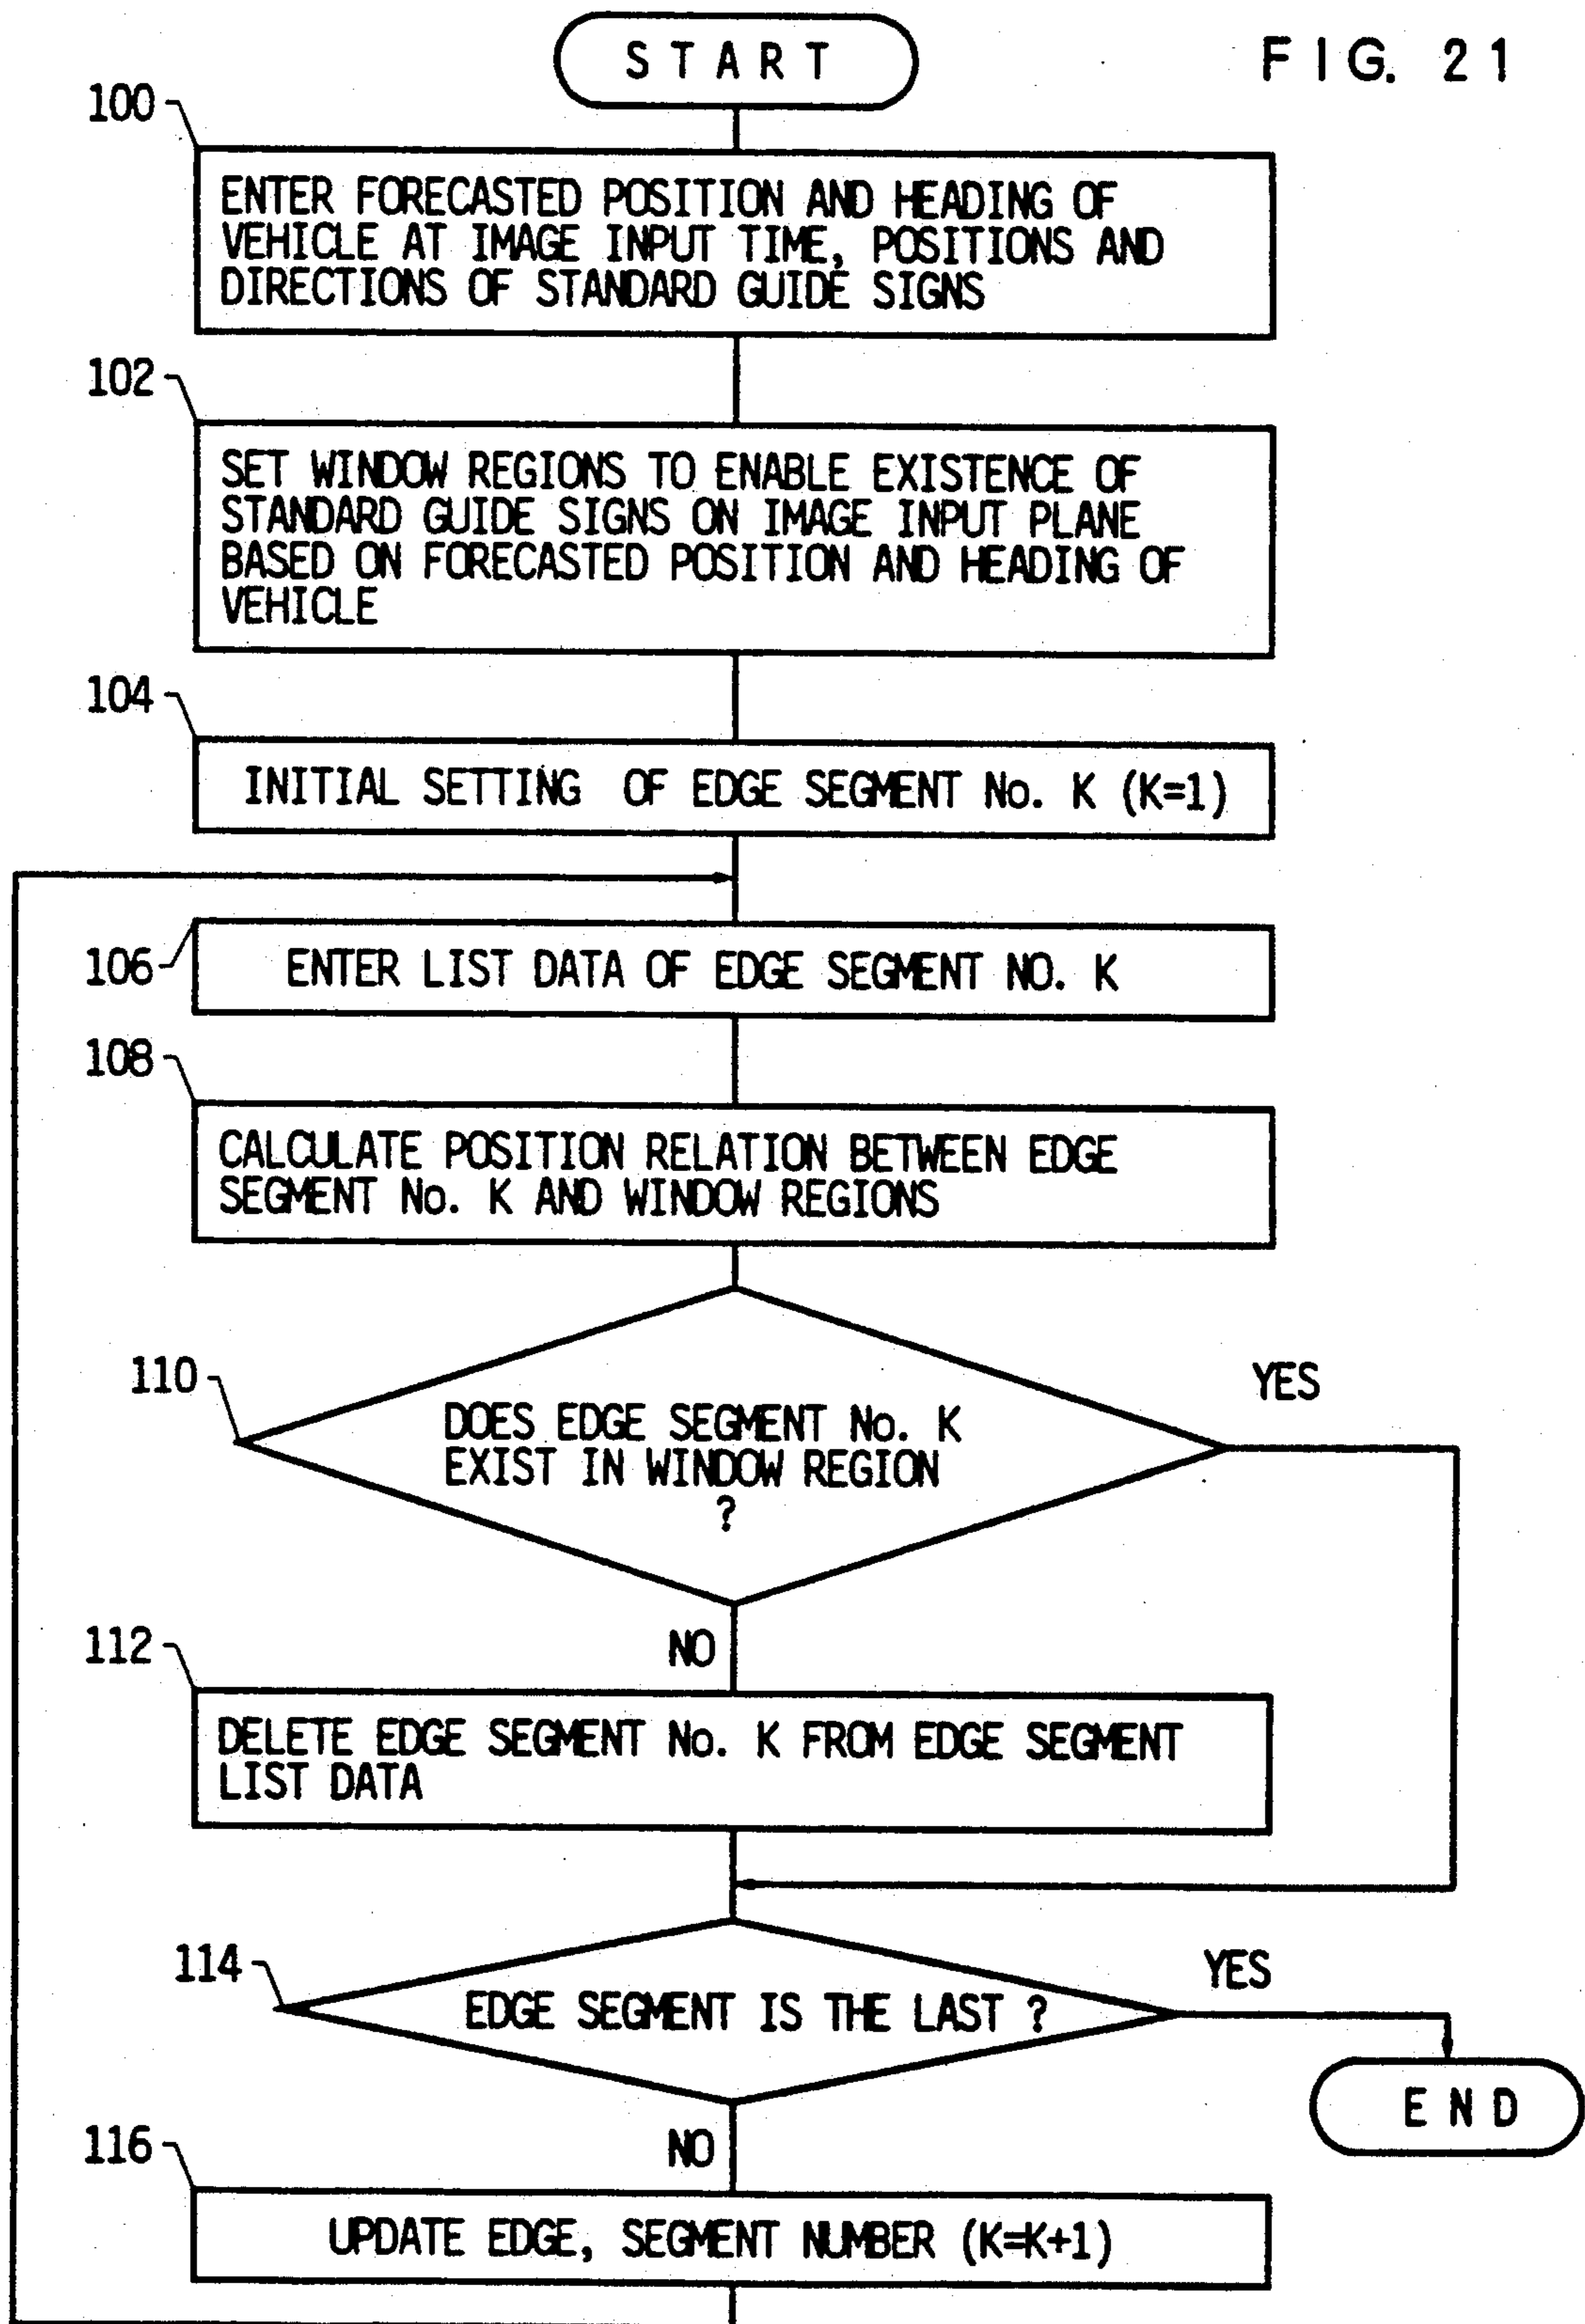 START
FIG. 21
100
ENTER FORECASTED POSITION AND HEADING OF
VEHICLE AT IMAGE INPUT TIME, POSITIONS AND
DIRECTIONS OF STANDARD GUIDE SIGNS
102
SET WINDOW REGIONS TO ENABLE EXISTENCE OF
STANDARD GUIDE SIGNS ON IMAGE INPUT PLANE
BASED ON FORECASTED POSITION AND HEADING OF
VEHICLE
104
INITIAL SETTING OF EDGE SEGMENT No. K (K=1)
106
ENTER LIST DATA OF EDGE SEGMENT NO. K
108
CALCULATE POSITION RELATION BETWEEN EDGE
SEGMENT No. K AND WINDOW REGIONS
110
YES
DOES EDGE SEGMENT No. K
EXIST IN WINDOW REGION
?
NO
112
DELETE EDGE SEGMENT No. K FROM EDGE SEGMENT
LIST DATA
114
YES
EDGE SEGMENT IS THE LAST ?
END
NO
116
UPDATE EDGE, SEGMENT NUMBER (K=K+1)